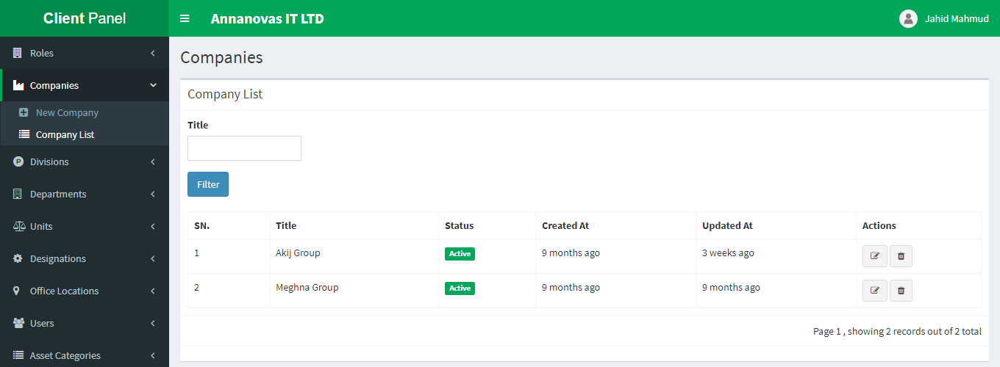 Client Panel
Annanovas IT LTD
Jahid Mahmud
Roles
Companies
New Company
Company List
Divisions
Departments
Units
Designations
Office Locations
Users
Asset Categories
Companies
Company List
Title
Filter
SN. Title Status Created At Updated At Actions
1 Akij Group Active 9 months ago 3 weeks ago
2 Meghna Group Active 9 months ago 9 months ago
Page 1 , showing 2 records out of 2 total